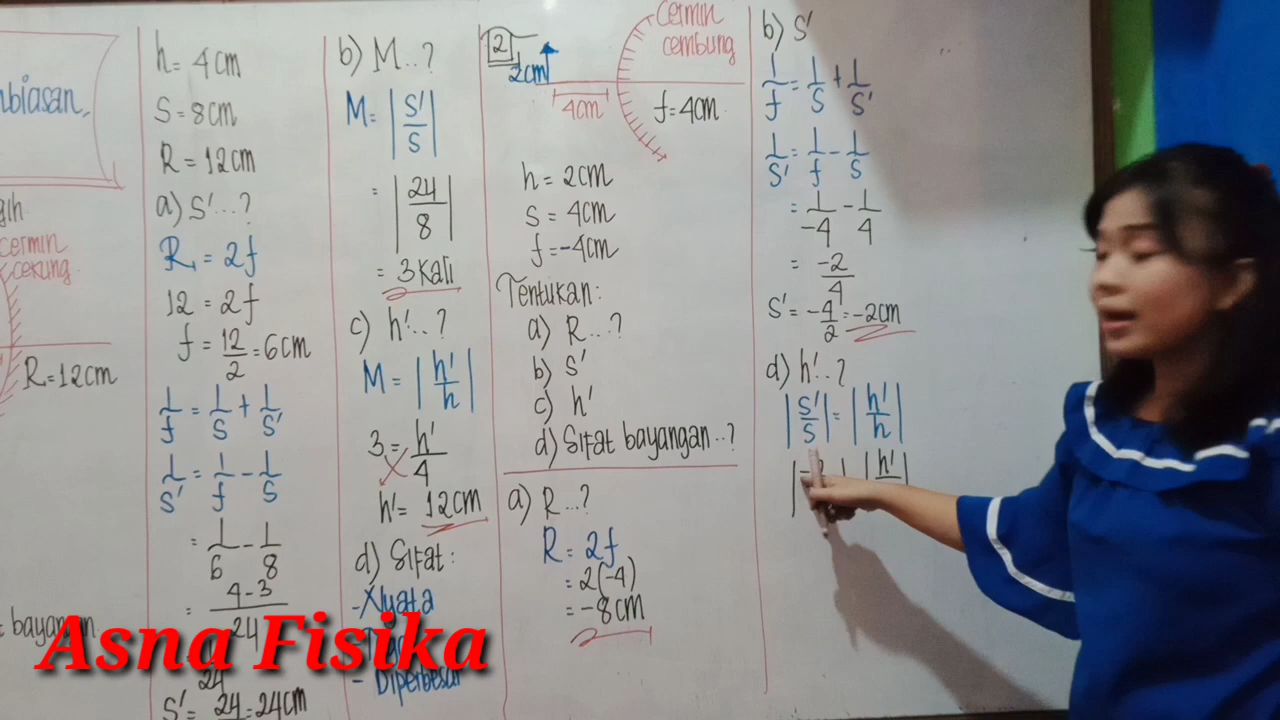 nbiasan,
gih
cermin
cekung
R=12cm
bayangan
h = 4cm
S = 8cm
R = 12cm
a) S'...?
R = 2f
12 = 2f
f = 12/2 = 6cm
1/f = 1/S + 1/S'
1/S' = 1/f - 1/S
= 1/6 - 1/8
= 4-3/24
24
S' = 24 = 24cm
b) M..?
M = |S'/S|
= |24/8|
= 3 kali
c) h'..?
M = |h'/h|
3 = h'/4
h' = 12cm
d) Sifat:
- Nyata
- Diperbesar
2
2cm
4cm
cermin
cembung
f=4cm
h = 2cm
s = 4cm
f = -4cm
Tentukan:
a) R...?
b) s'
c) h'
d) Sifat bayangan..?
a) R...?
R = 2f
= 2(-4)
= -8cm
b) S'
1/f = 1/S + 1/S'
1/S' = 1/f - 1/S
= 1/-4 - 1/4
= -2/4
S' = -4/2 = -2cm
d) h'..?
|S'/S| = |h'/h|
h'
Asna Fisika